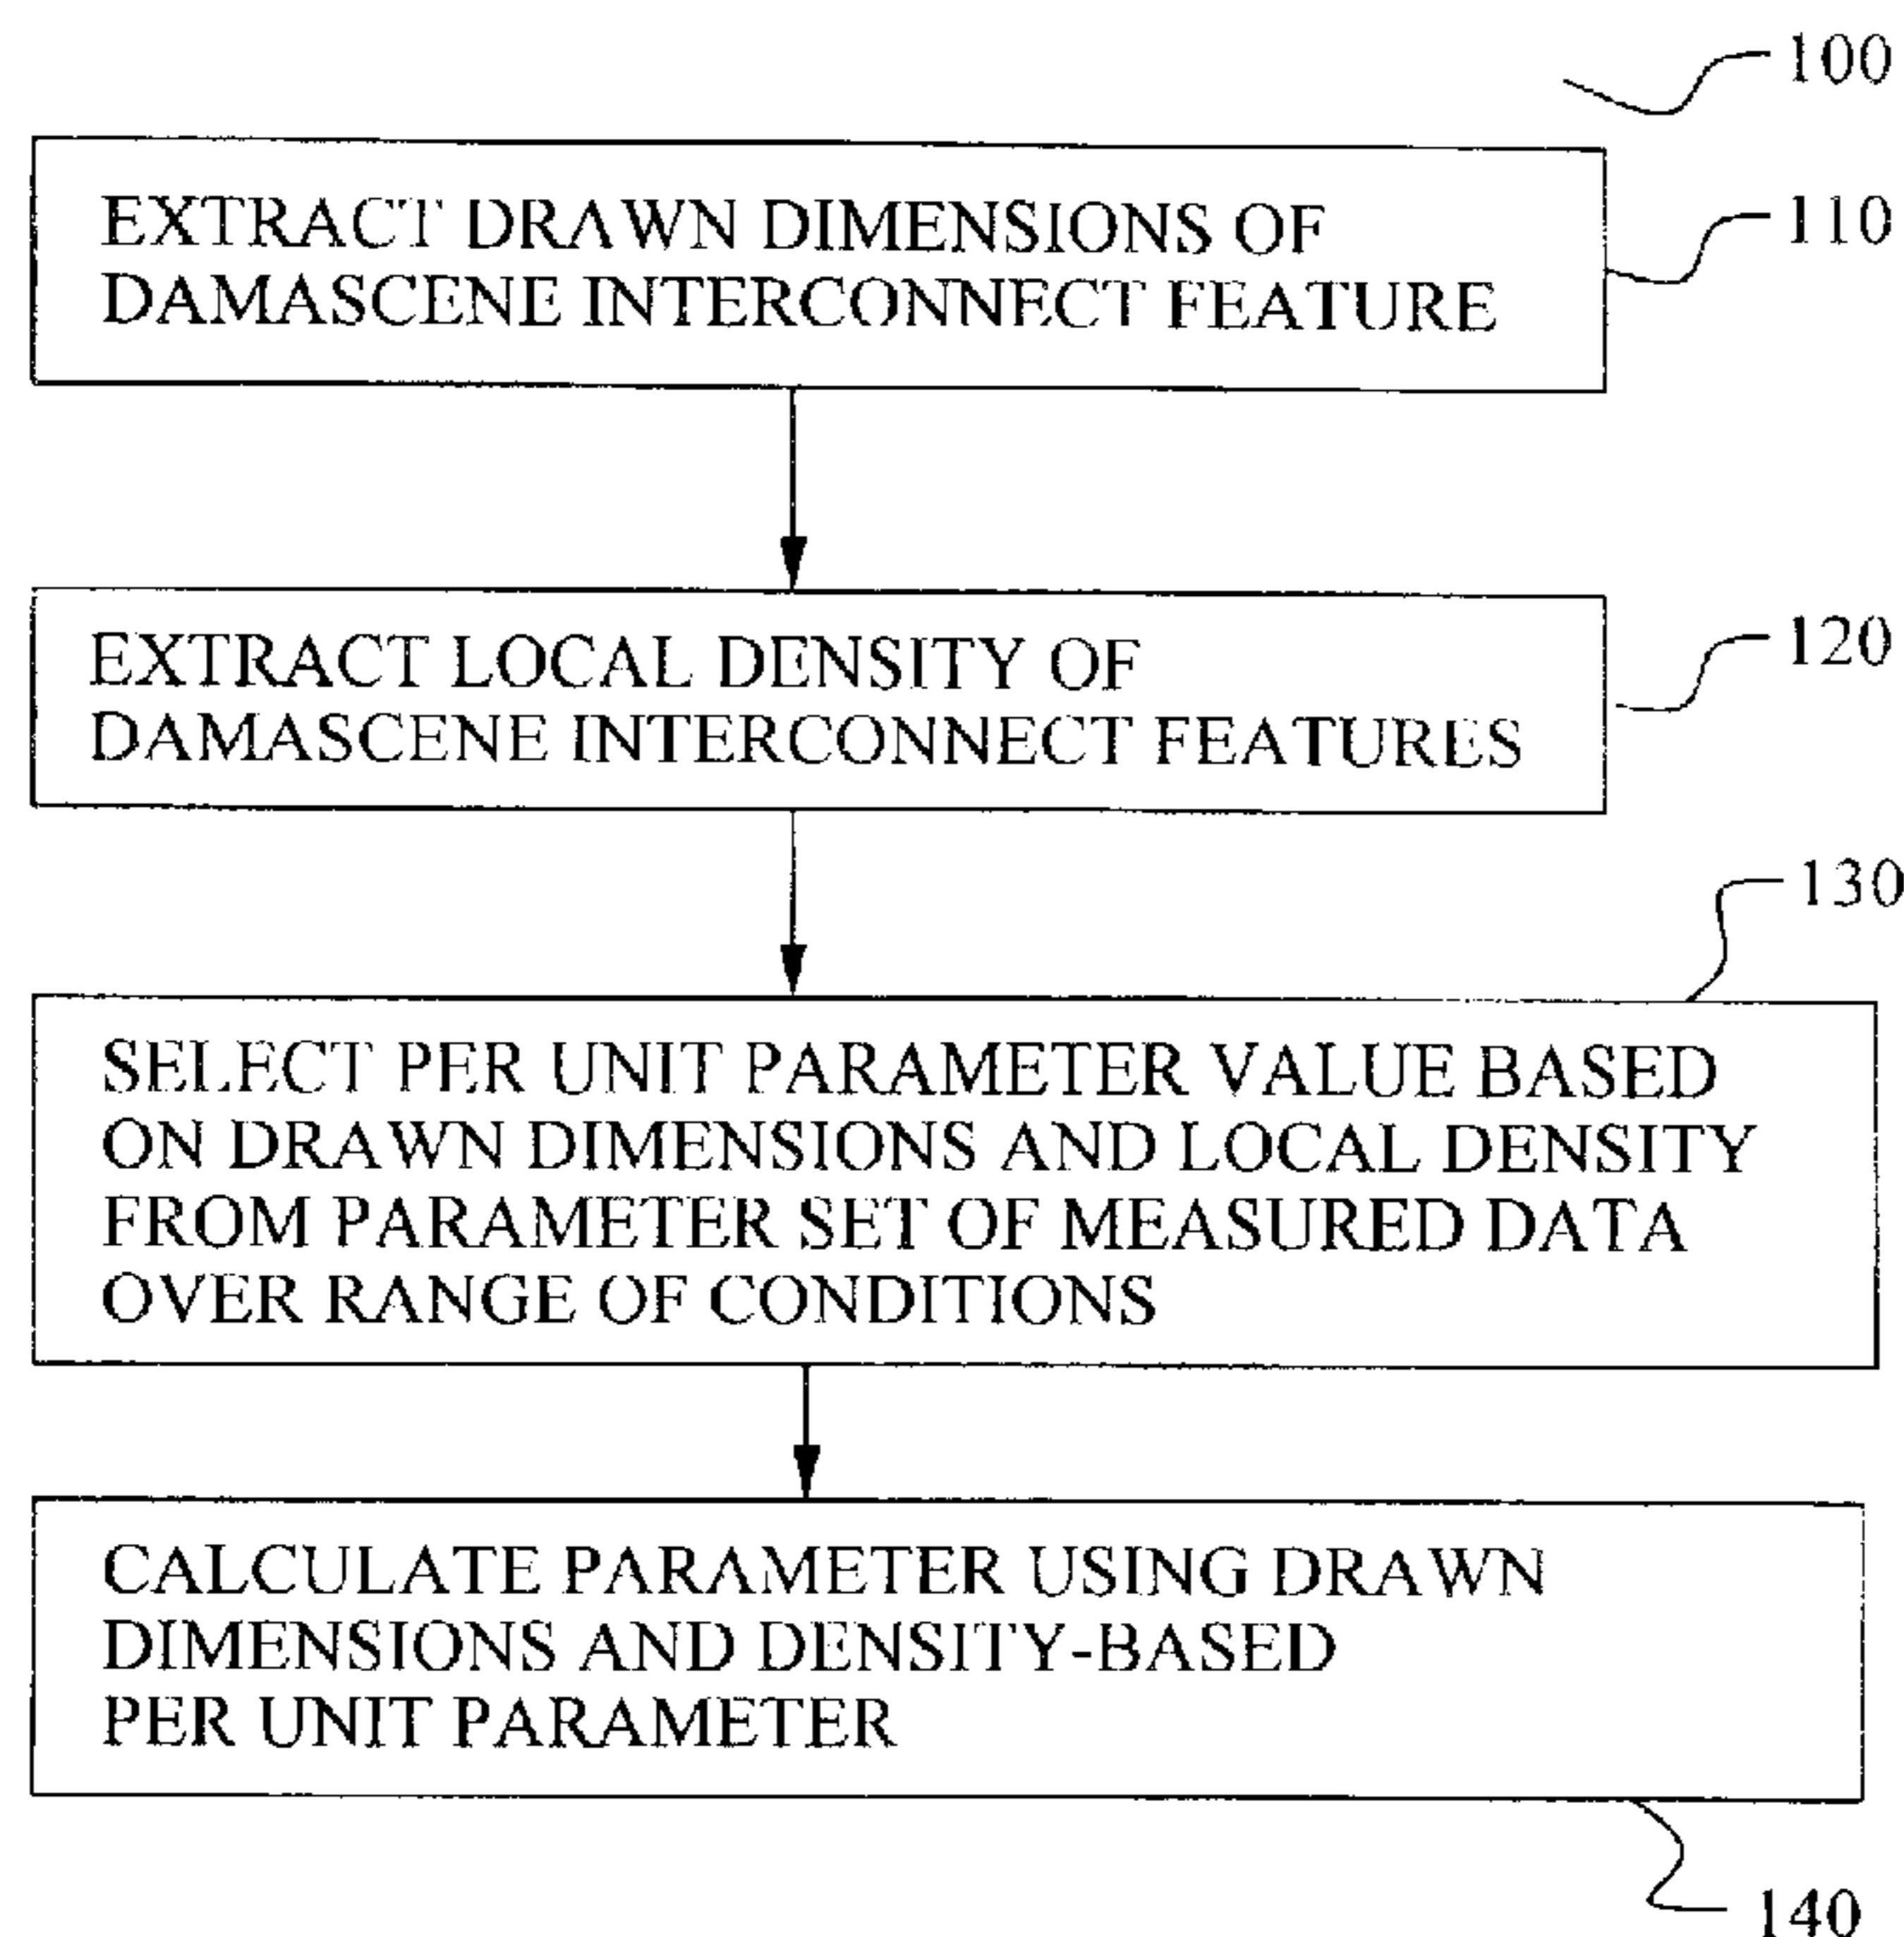 100
EXTRACT DRAWN DIMENSIONS OF
DAMASCENE INTERCONNECT FEATURE
110
EXTRACT LOCAL DENSITY OF
DAMASCENE INTERCONNECT FEATURES
120
130
SELECT PER UNIT PARAMETER VALUE BASED
ON DRAWN DIMENSIONS AND LOCAL DENSITY
FROM PARAMETER SET OF MEASURED DATA
OVER RANGE OF CONDITIONS
CALCULATE PARAMETER USING DRAWN
DIMENSIONS AND DENSITY-BASED
PER UNIT PARAMETER
140